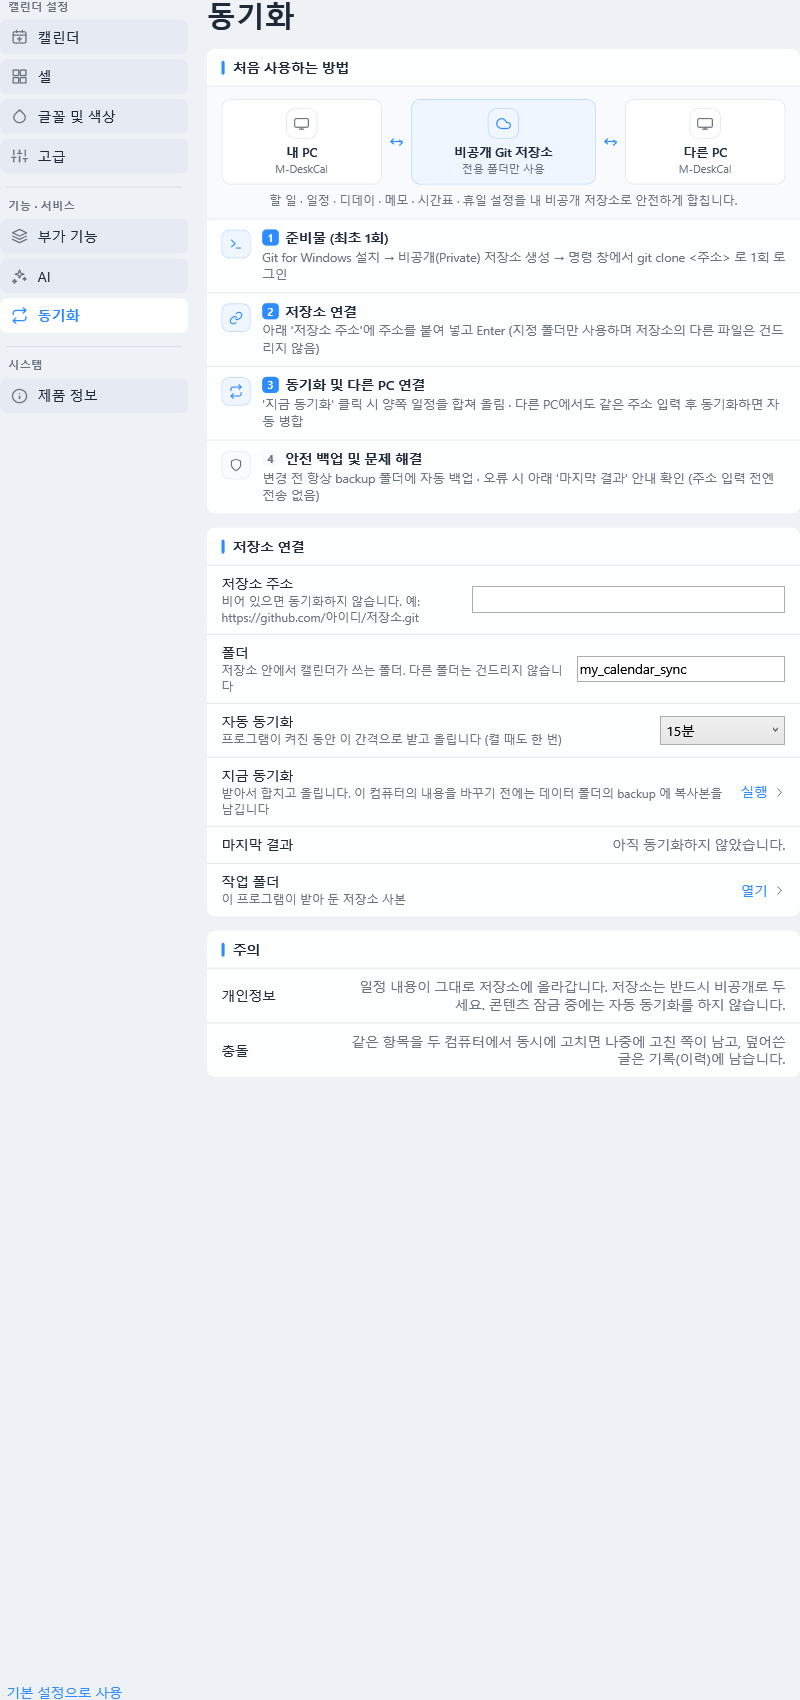 캘린더 설정
캘린더
셀
글꼴 및 색상
고급
기능 · 서비스
부가 기능
AI
동기화
시스템
제품 정보
기본 설정으로 사용
동기화
처음 사용하는 방법
내 PC
M-DeskCal
비공개 Git 저장소
전용 폴더만 사용
다른 PC
M-DeskCal
할 일 · 일정 · 디데이 · 메모 · 시간표 · 휴일 설정을 내 비공개 저장소로 안전하게 합칩니다.
1 준비물 (최초 1회)
Git for Windows 설치 → 비공개(Private) 저장소 생성 → 명령 창에서 git clone <주소> 로 1회 로
그인
2 저장소 연결
아래 '저장소 주소'에 주소를 붙여 넣고 Enter (지정 폴더만 사용하며 저장소의 다른 파일은 건드
리지 않음)
3 동기화 및 다른 PC 연결
'지금 동기화' 클릭 시 양쪽 일정을 합쳐 올림 · 다른 PC에서도 같은 주소 입력 후 동기화하면 자
동 병합
4 안전 백업 및 문제 해결
변경 전 항상 backup 폴더에 자동 백업 · 오류 시 아래 '마지막 결과' 안내 확인 (주소 입력 전엔
전송 없음)
저장소 연결
저장소 주소
비어 있으면 동기화하지 않습니다. 예:
https://github.com/아이디/저장소.git
폴더
저장소 안에서 캘린더가 쓰는 폴더. 다른 폴더는 건드리지 않습니
다
my_calendar_sync
자동 동기화
프로그램이 켜진 동안 이 간격으로 받고 올립니다 (켤 때도 한 번)
15분
지금 동기화
받아서 합치고 올립니다. 이 컴퓨터의 내용을 바꾸기 전에는 데이터 폴더의 backup 에 복사본을
남깁니다
실행
마지막 결과
아직 동기화하지 않았습니다.
작업 폴더
이 프로그램이 받아 둔 저장소 사본
열기
주의
개인정보
일정 내용이 그대로 저장소에 올라갑니다. 저장소는 반드시 비공개로 두
세요. 콘텐츠 잠금 중에는 자동 동기화를 하지 않습니다.
충돌
같은 항목을 두 컴퓨터에서 동시에 고치면 나중에 고친 쪽이 남고, 덮어쓴
글은 기록(이력)에 남습니다.